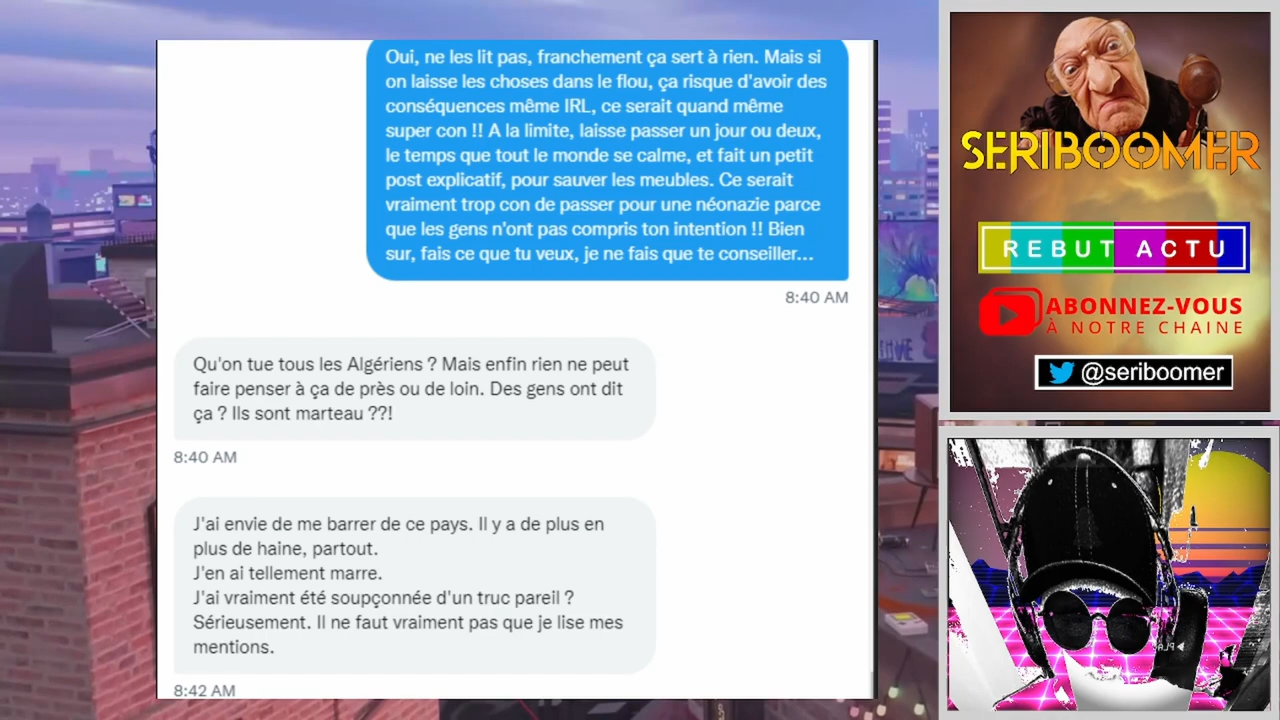 Oui, ne les lit pas, franchement ça sert à rien. Mais si
on laisse les choses dans le flou, ça risque d'avoir des
conséquences même IRL, ce serait quand même
super con !! A la limite, laisse passer un jour ou deux,
le temps que tout le monde se calme, et fait un petit
post explicatif, pour sauver les meubles. Ce serait
vraiment trop con de passer pour une néonazie parce
que les gens n'ont pas compris ton intention !! Bien
sur, fais ce que tu veux, je ne fais que te conseiller...
8:40 AM
Qu'on tue tous les Algériens ? Mais enfin rien ne peut
faire penser à ça de près ou de loin. Des gens ont dit
ça ? Ils sont marteau ??!
8:40 AM
J'ai envie de me barrer de ce pays. Il y a de plus en
plus de haine, partout.
J'en ai tellement marre.
J'ai vraiment été soupçonnée d'un truc pareil ?
Sérieusement. Il ne faut vraiment pas que je lise mes
mentions.
8:42 AM
SERIBOOMER
REBUT ACTU
ABONNEZ-VOUS
À NOTRE CHAINE
@seriboomer